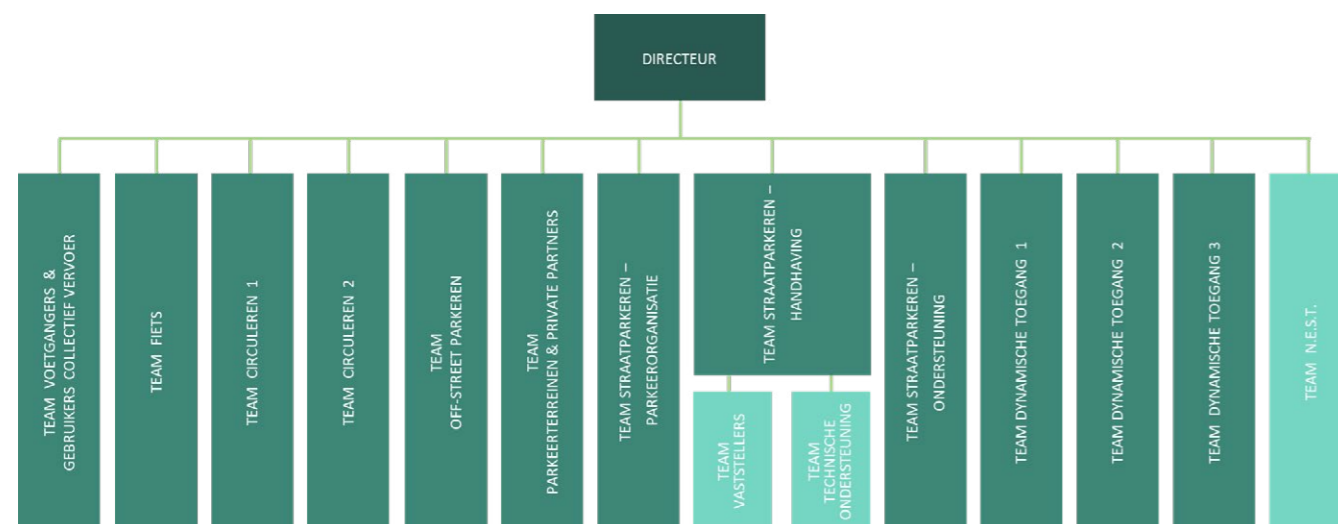 DIRECTEUR
TEAM VOETGANGERS &
GEBRUIKERS COLLECTIEF VERVOER
TEAM FIETS
TEAM CIRCULEREN 1
TEAM CIRCULEREN 2
TEAM
OFF-STREET PARKEREN
TEAM
PARKEERTERREINEN & PRIVATE PARTNERS
TEAM STRAATPARKEREN –
PARKEERORGANISATIE
TEAM STRAATPARKEREN –
HANDHAVING
TEAM
VASTSTELLERS
TEAM
TECHNISCHE
ONDERSTEUNING
TEAM STRAATPARKEREN –
ONDERSTEUNING
TEAM DYNAMISCHE TOEGANG 1
TEAM DYNAMISCHE TOEGANG 2
TEAM DYNAMISCHE TOEGANG 3
TEAM N.E.S.T.